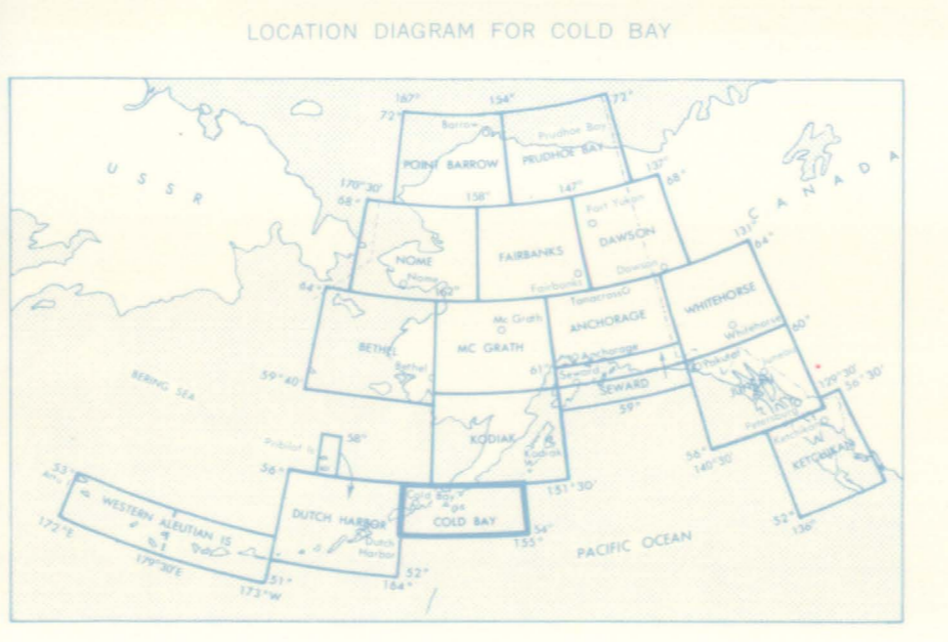 LOCATION DIAGRAM FOR COLD BAY
167°
154°
72°
72°
Barrow
Prudhoe Bay
POINT BARROW
PRUDHOE BAY
U S S R
C A N A D A
170°30'
68°
158°
147°
137°
68°
Fort Yukon
NOME
Nome
FAIRBANKS
Fairbanks
DAWSON
Dawson
131°
64°
64°
162°
Mc Grath
Tanacross
BETHEL
Bethel
MC GRATH
ANCHORAGE
Anchorage
WHITEHORSE
Whitehorse
60°
59°40'
61°
Seward
SEWARD
59°
Yakutat
Juneau
JUNEAU
129°30'
56°30'
BERING SEA
Petersburg
Ketchikan
KETCHIKAN
KODIAK
Kodiak
Pribilof Is
58°
56°
56°
140°30'
151°30'
53°
Attu
WESTERN ALEUTIAN IS
DUTCH HARBOR
Dutch
Harbor
Cold Bay
COLD BAY
54°
155°
PACIFIC OCEAN
52°
136°
172°E
179°30'E
51°
173°W
52°
164°